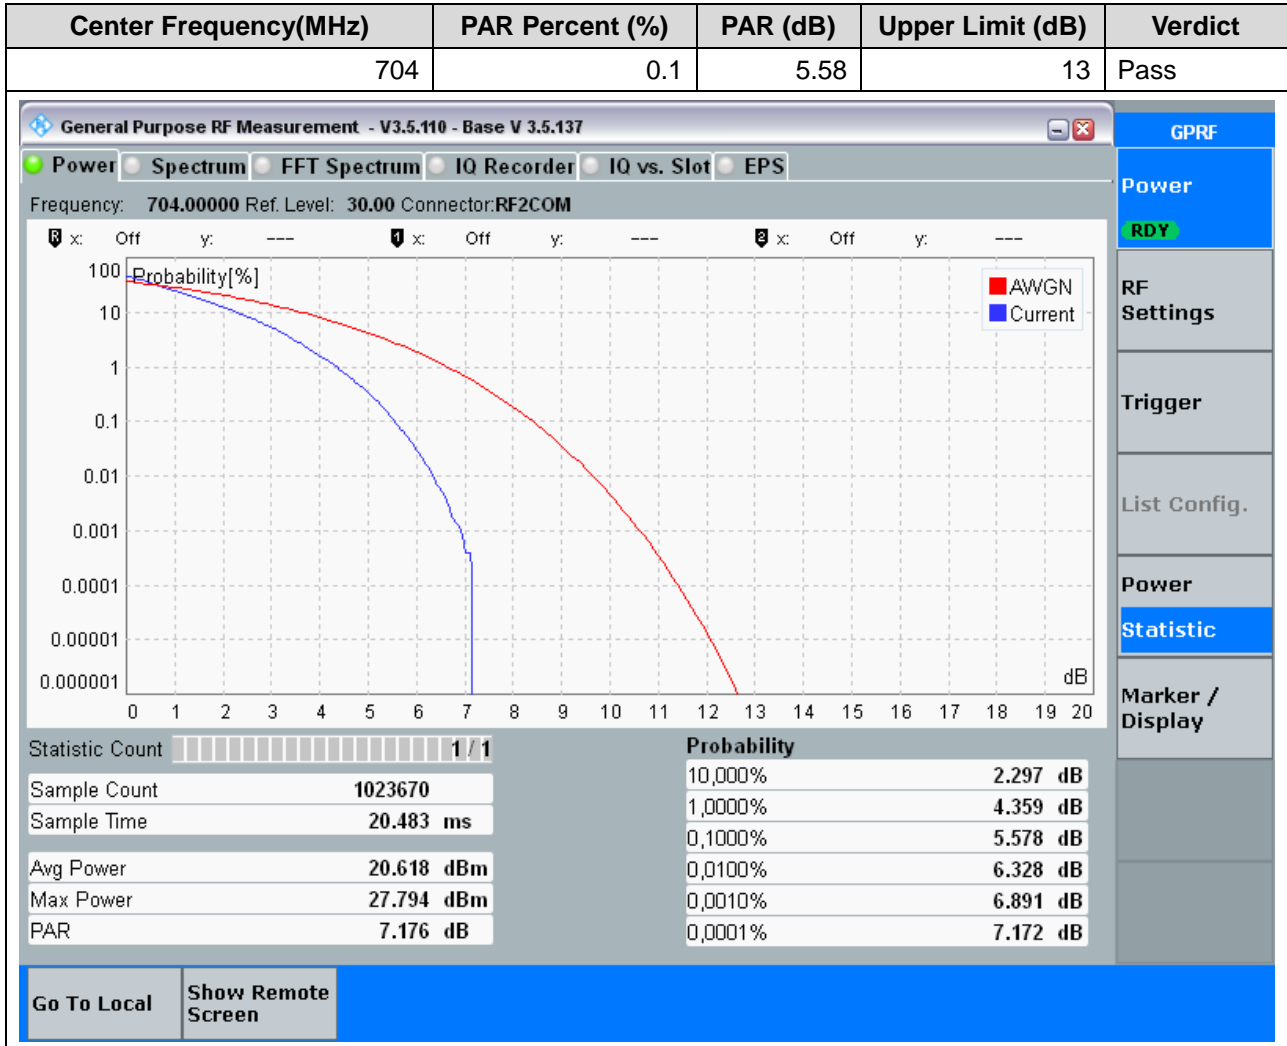 Center Frequency(MHz) PAR Percent (%) PAR (dB) Upper Limit (dB) Verdict
704 0.1 5.58 13 Pass
General Purpose RF Measurement - V3.5.110 - Base V 3.5.137
GPRF
Power Spectrum FFT Spectrum IQ Recorder IQ vs. Slot EPS
Power
RDY
Frequency: 704.00000 Ref. Level: 30.00 Connector:RF2COM
R x: Off y: --- 1 x: Off y: --- 2 x: Off y: ---
100 Probability[%]
AWGN
Current
RF
Settings
10
1
Trigger
0.1
0.01
List Config.
0.001
0.0001
Power
0.00001
Statistic
0.000001
dB
Marker /
Display
0 1 2 3 4 5 6 7 8 9 10 11 12 13 14 15 16 17 18 19 20
Statistic Count 1 / 1
Probability
Sample Count 1023670
Sample Time 20.483 ms
Avg Power 20.618 dBm
Max Power 27.794 dBm
PAR 7.176 dB
10,000% 2.297 dB
1,0000% 4.359 dB
0,1000% 5.578 dB
0,0100% 6.328 dB
0,0010% 6.891 dB
0,0001% 7.172 dB
Go To Local
Show Remote
Screen